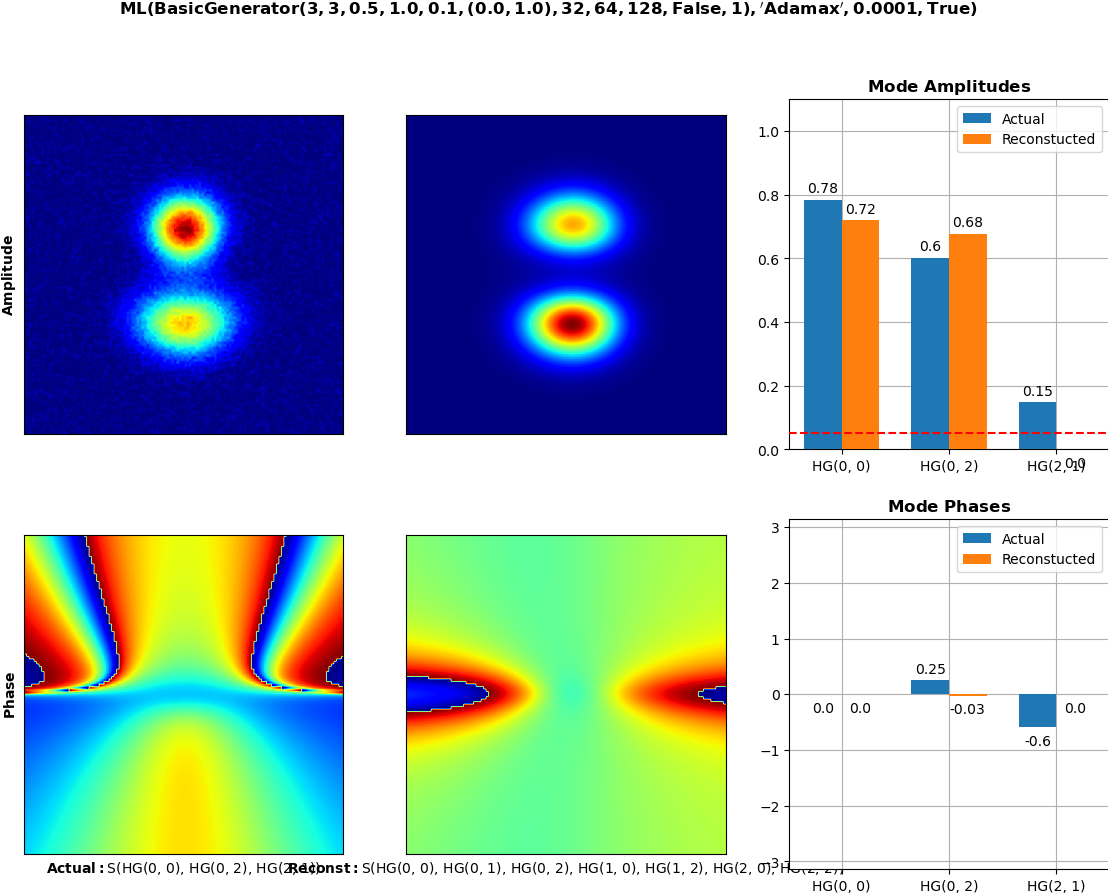 ML(BasicGenerator(3, 3, 0.5, 1.0, 0.1, (0.0, 1.0), 32, 64, 128, False, 1), 'Adamax', 0.0001, True)
Mode Amplitudes
Amplitude
Actual
Reconstucted
1.0
0.8
0.6
0.4
0.2
0.0
0.78
0.72
0.6
0.68
0.15
0.0
HG(0, 0)
HG(0, 2)
HG(2, 1)
Mode Phases
Phase
Actual
Reconstucted
3
2
1
0
−1
−2
−3
0.0
0.0
0.25
-0.03
-0.6
0.0
HG(0, 0)
HG(0, 2)
HG(2, 1)
Actual: S(HG(0, 0), HG(0, 2), HG(2, 1))
Reconst: S(HG(0, 0), HG(0, 1), HG(0, 2), HG(1, 0), HG(1, 2), HG(2, 0), HG(2, 2))